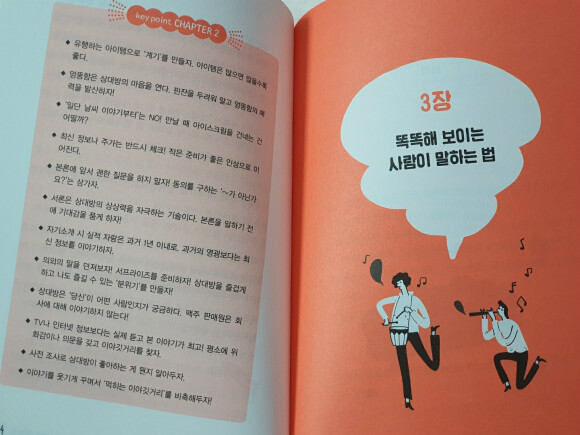 key point CHAPTER 2
◆ 유행하는 아이템으로 '계기'를 만들자. 아이템은 많으면 많을수록
좋다.
◆ 엉뚱함은 상대방의 마음을 연다. 핀잔을 두려워 말고 엉뚱함의 매
력을 발산하자!
◆ '일단 날씨 이야기부터'는 NO! 만날 때 아이스크림을 건네는 건
어떨까?
◆ 최신 정보나 주가는 반드시 체크! 작은 준비가 좋은 인상으로 이
어진다.
◆ 본론에 앞서 괜한 질문을 하지 말자! 동의를 구하는 '~가 아닌가
요?'는 삼가자.
◆ 서론은 상대방의 상상력을 자극하는 기술이다. 본론을 말하기 전
에 기대감을 품게 하자!
◆ 자기소개 시 실적 자랑은 과거 1년 이내로. 과거의 영광보다는 최
신 정보를 이야기하자.
◆ 의외의 말을 던져보자! 서프라이즈를 준비하자! 상대방을 즐겁게
하고 나도 즐길 수 있는 '분위기'를 만들자!
◆ 상대방은 '당신'이 어떤 사람인지가 궁금하다. 맥주 판매원은 회
사에 대해 이야기하지 않는다!
◆ TV나 인터넷 정보보다는 실제 듣고 본 이야기가 최고! 평소에 위
화감이나 의문을 갖고 이야깃거리를 찾자.
◆ 사전 조사로 상대방이 좋아하는 게 뭔지 알아두자.
◆ 이야기를 웃기게 꾸며서 '먹히는 이야깃거리'를 비축해두자!
4
3장
똑똑해 보이는
사람이 말하는 법